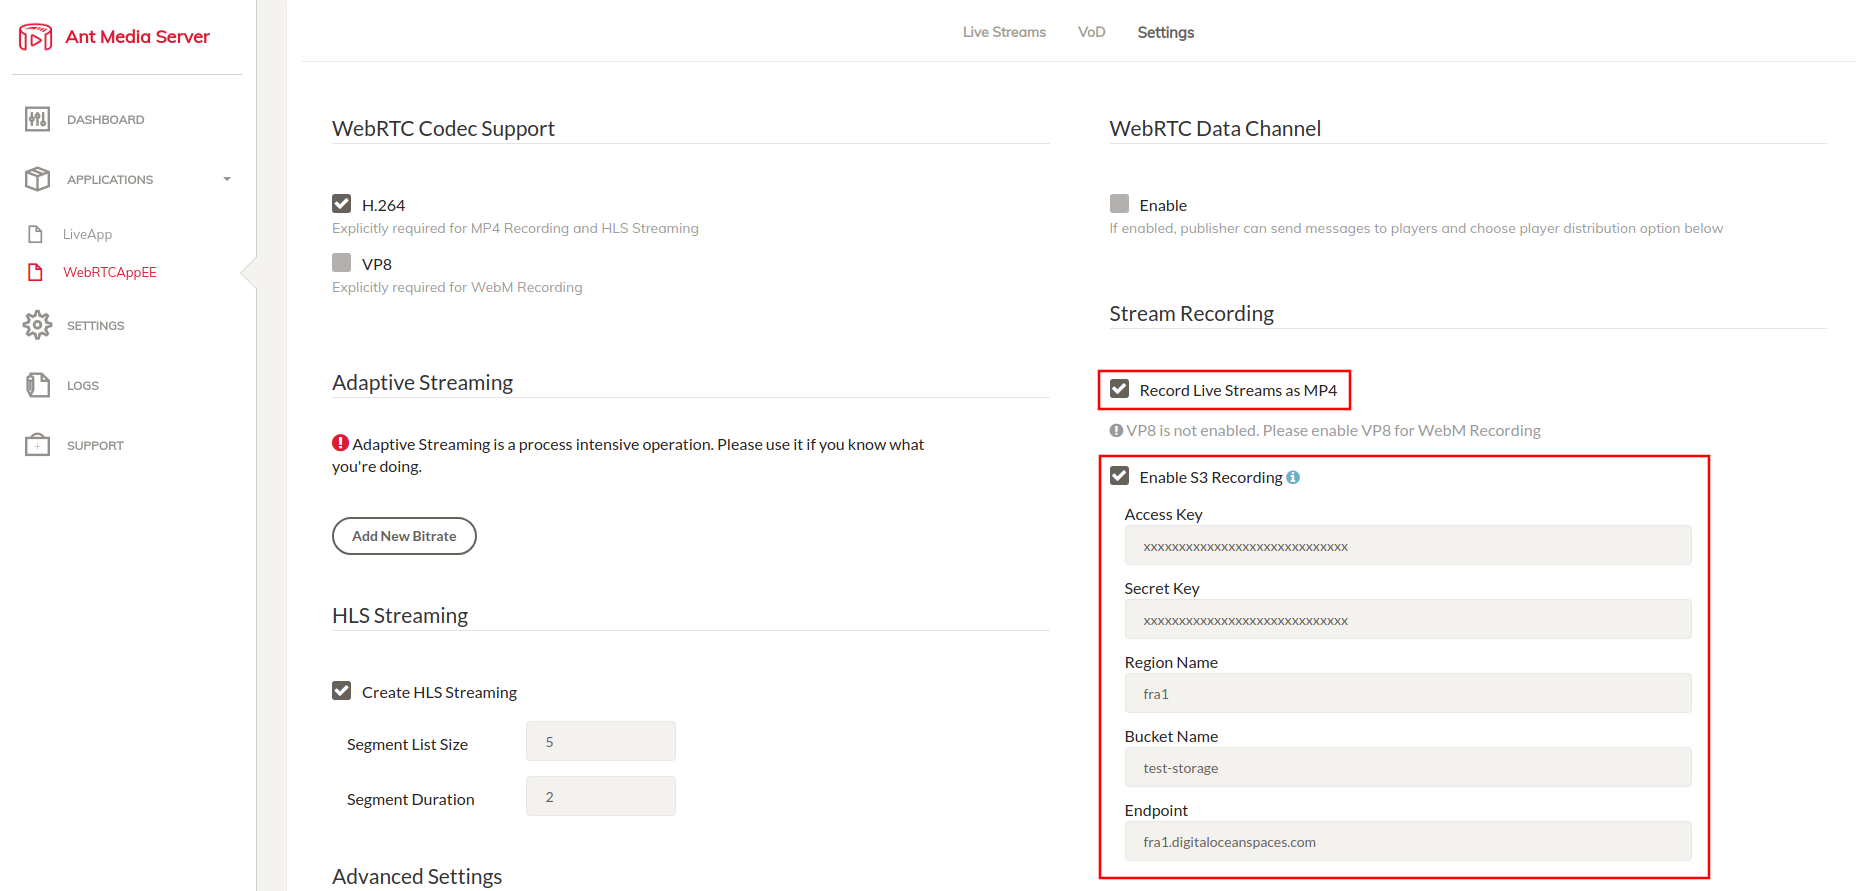 Ant Media Server
DASHBOARD
APPLICATIONS
LiveApp
WebRTCAppEE
SETTINGS
LOGS
SUPPORT
Live Streams
VoD
Settings
WebRTC Codec Support
H.264
Explicitly required for MP4 Recording and HLS Streaming
VP8
Explicitly required for WebM Recording
Adaptive Streaming
Adaptive Streaming is a process intensive operation. Please use it if you know what
you're doing.
Add New Bitrate
HLS Streaming
Create HLS Streaming
Segment List Size
5
Segment Duration
2
Advanced Settings
WebRTC Data Channel
Enable
If enabled, publisher can send messages to players and choose player distribution option below
Stream Recording
Record Live Streams as MP4
VP8 is not enabled. Please enable VP8 for WebM Recording
Enable S3 Recording
Access Key
xxxxxxxxxxxxxxxxxxxxxxxxxxxxx
Secret Key
xxxxxxxxxxxxxxxxxxxxxxxxxxxxx
Region Name
fra1
Bucket Name
test-storage
Endpoint
fra1.digitaloceanspaces.com